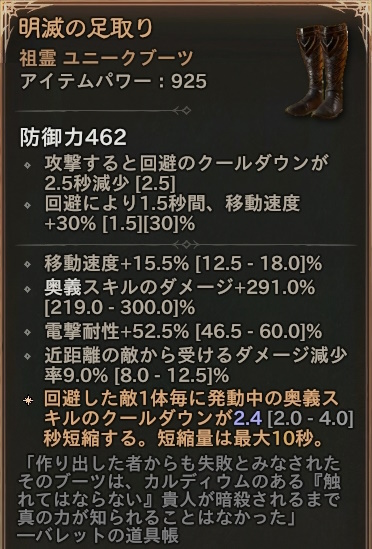 明滅の足取り
祖霊 ユニークブーツ
アイテムパワー：925
防御力462
攻撃すると回避のクールダウンが
2.5秒減少 [2.5]
回避により1.5秒間、移動速度
+30% [1.5][30]%
移動速度+15.5% [12.5 - 18.0]%
奥義スキルのダメージ+291.0%
[219.0 - 300.0]%
電撃耐性+52.5% [46.5 - 60.0]%
近距離の敵から受けるダメージ減少
率9.0% [8.0 - 12.5]%
回避した敵1体毎に発動中の奥義ス
キルのクールダウンが2.4 [2.0 - 4.0]
秒短縮する。短縮量は最大10秒。
「作り出した者からも失敗とみなされた
そのブーツは、カルディウムのある『触
れてはならない』貴人が暗殺されるまで
真の力が知られることはなかった」
―バレットの道具帳